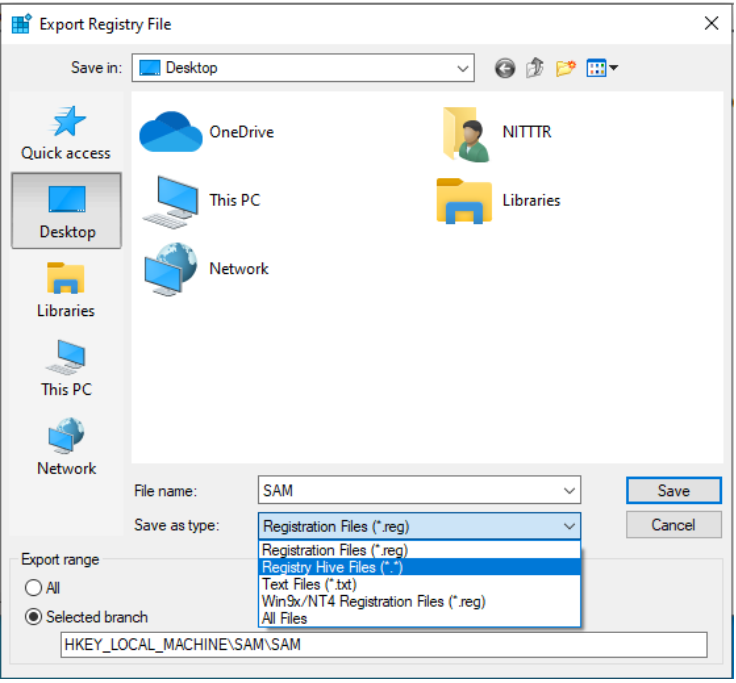 Export Registry File
Save in:
Desktop
Quick access
Desktop
Libraries
This PC
Network
OneDrive
NITTTR
This PC
Libraries
Network
File name:
SAM
Save
Save as type:
Registration Files (*.reg)
Cancel
Registration Files (*.reg)
Registry Hive Files (*.*)
Text Files (*.txt)
Win9x/NT4 Registration Files (*.reg)
All Files
Export range
All
Selected branch
HKEY_LOCAL_MACHINE\SAM\SAM